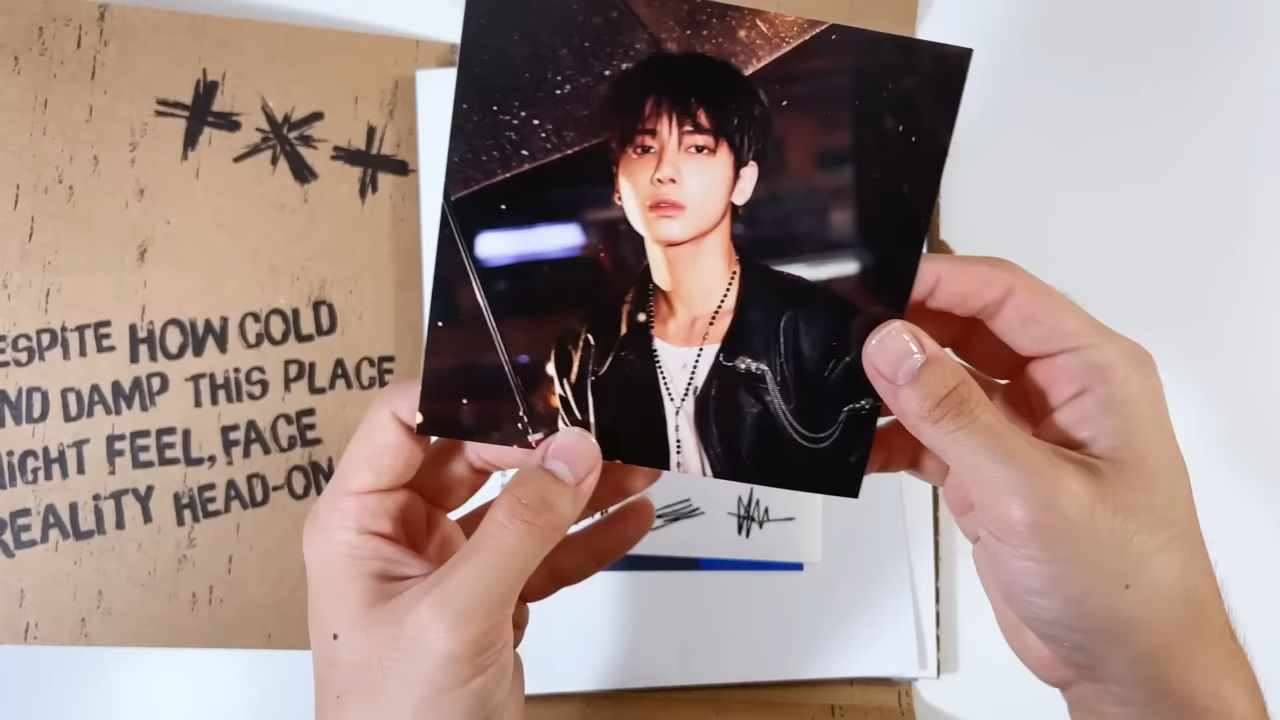 ESPITE HOW COLD
ND DAMP THiS PLACE
IGHT FEEL, FACE
REALiTY HEAD-ON